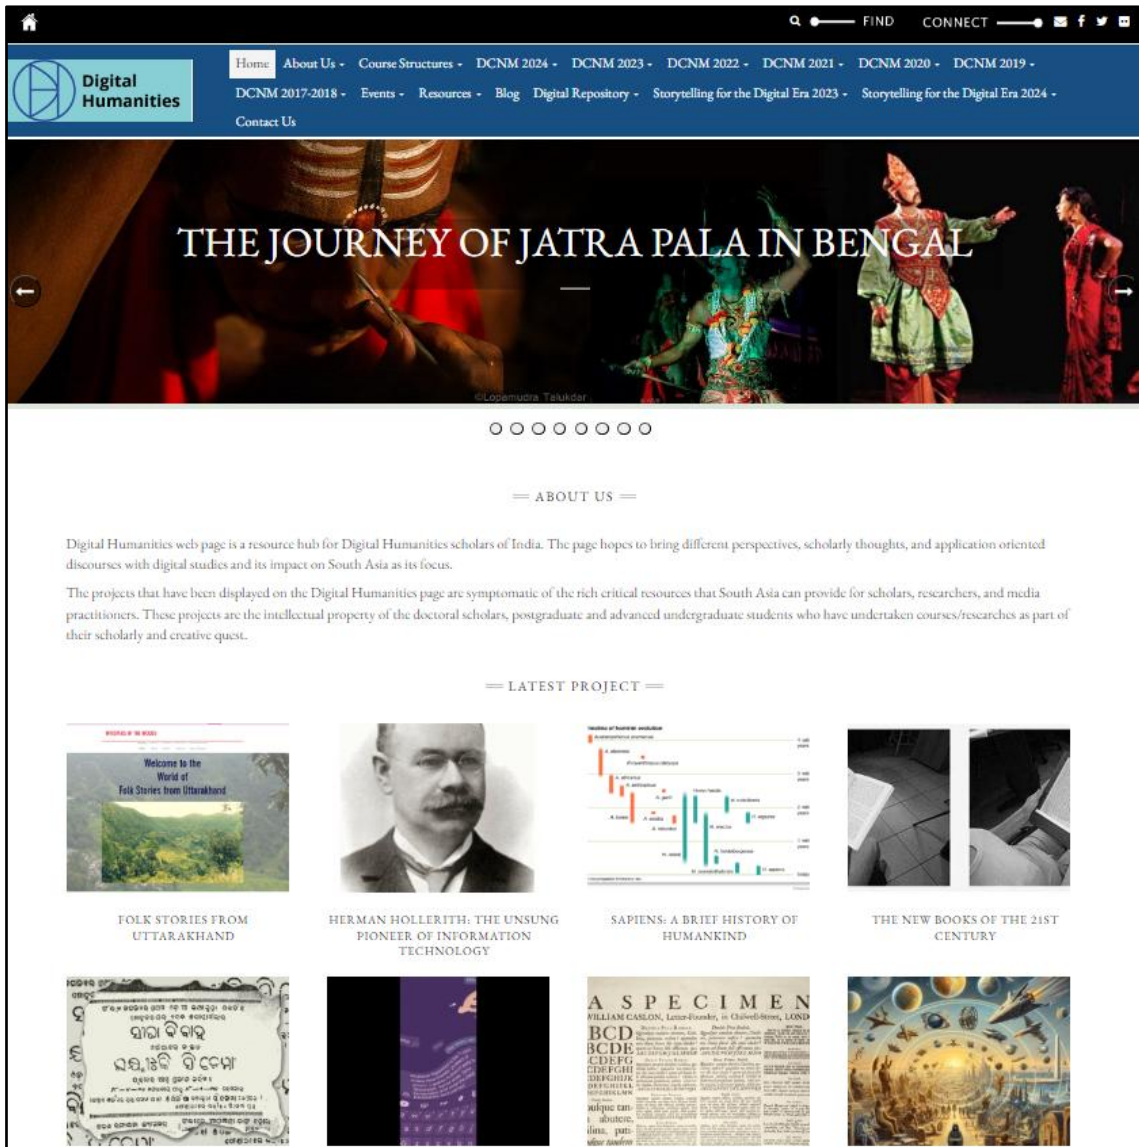 FIND CONNECT
Digital
Humanities
Home About Us Course Structures DCNM 2024 DCNM 2023 DCNM 2022 DCNM 2021 DCNM 2020 DCNM 2019
DCNM 2017-2018 Events Resources Blog Digital Repository Storytelling for the Digital Era 2023 Storytelling for the Digital Era 2024
Contact Us
THE JOURNEY OF JATRA PALA IN BENGAL
©Lopamudra Talukdar
ABOUT US
Digital Humanities web page is a resource hub for Digital Humanities scholars of India. The page hopes to bring different perspectives, scholarly thoughts, and application oriented
discourses with digital studies and its impact on South Asia as its focus.
The projects that have been displayed on the Digital Humanities page are symptomatic of the rich critical resources that South Asia can provide for scholars, researchers, and media
practitioners. These projects are the intellectual property of the doctoral scholars, postgraduate and advanced undergraduate students who have undertaken courses/researches as part of
their scholarly and creative quest.
LATEST PROJECT
Welcome to the
World of
Folk Stories from Uttarakhand
FOLK STORIES FROM
UTTARAKHAND
HERMAN HOLLERITH: THE UNSUNG
PIONEER OF INFORMATION
TECHNOLOGY
SAPIENS: A BRIEF HISTORY OF
HUMANKIND
THE NEW BOOKS OF THE 21ST
CENTURY
A SPECIMEN
WILLIAM CASLON, Letter-Founder, in Chiswell-Street, LOND